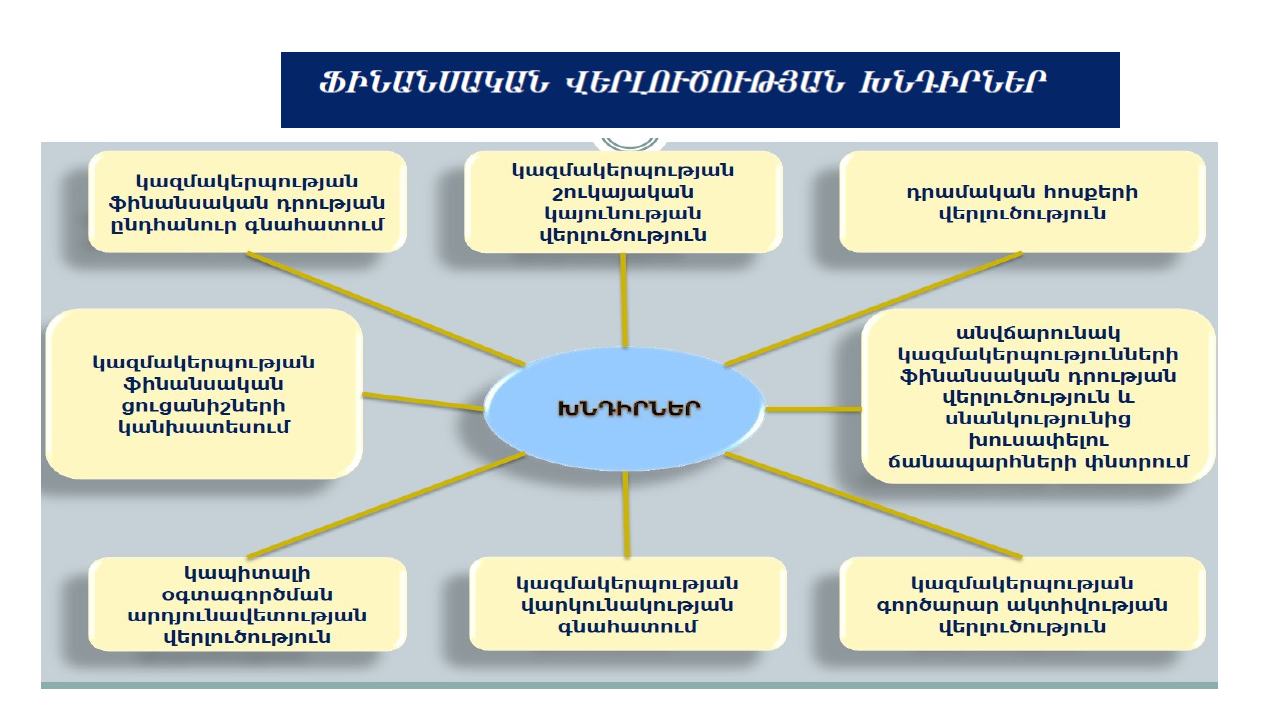 ՖԻՆԱՆՍԱԿԱՆ ՎԵՐԼՈՒԾՈՒԹՅԱՆ ԽՆԴԻՐՆԵՐ
կազմակերպության
ֆինանսական դրության
ընդհանուր գնահատում
կազմակերպության
շուկայական
կայունության
վերլուծություն
դրամական հոսքերի
վերլուծություն
կազմակերպության
ֆինանսական
ցուցանիշների
կանխատեսում
ԽՆԴԻՐՆԵՐ
անվճարունակ
կազմակերպությունների
ֆինանսական դրության
վերլուծություն և
սնանկությունից
խուսափելու
ճանապարհների փնտրում
կապիտալի
օգտագործման
արդյունավետության
վերլուծություն
կազմակերպության
վարկունակության
գնահատում
կազմակերպության
գործարար ակտիվության
վերլուծություն